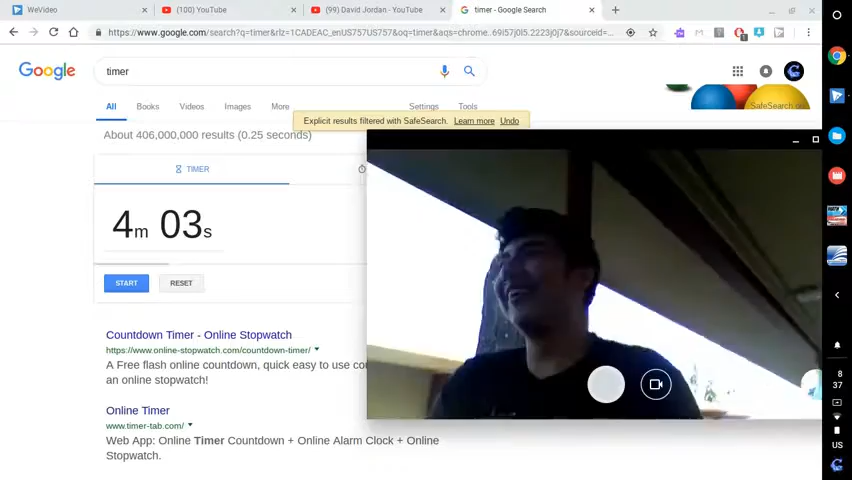 WeVideo
(100) YouTube
(99) David Jordan - YouTube
timer - Google Search
https://www.google.com/search?q=timer&rlz=1CADEAC_enUS757US757&oq=timer&aqs=chrome..69i57j0l5.2223j0j7&sourceid=...
Google
timer
All Books Videos Images More Settings Tools
SafeSearch on
Explicit results filtered with SafeSearch. Learn more Undo
About 406,000,000 results (0.25 seconds)
TIMER
4m 03s
START RESET
Countdown Timer - Online Stopwatch
https://www.online-stopwatch.com/countdown-timer/
A Free flash online countdown, quick easy to use co
an online stopwatch!
Online Timer
www.timer-tab.com/
Web App: Online Timer Countdown + Online Alarm Clock + Online
Stopwatch.
8
37
US